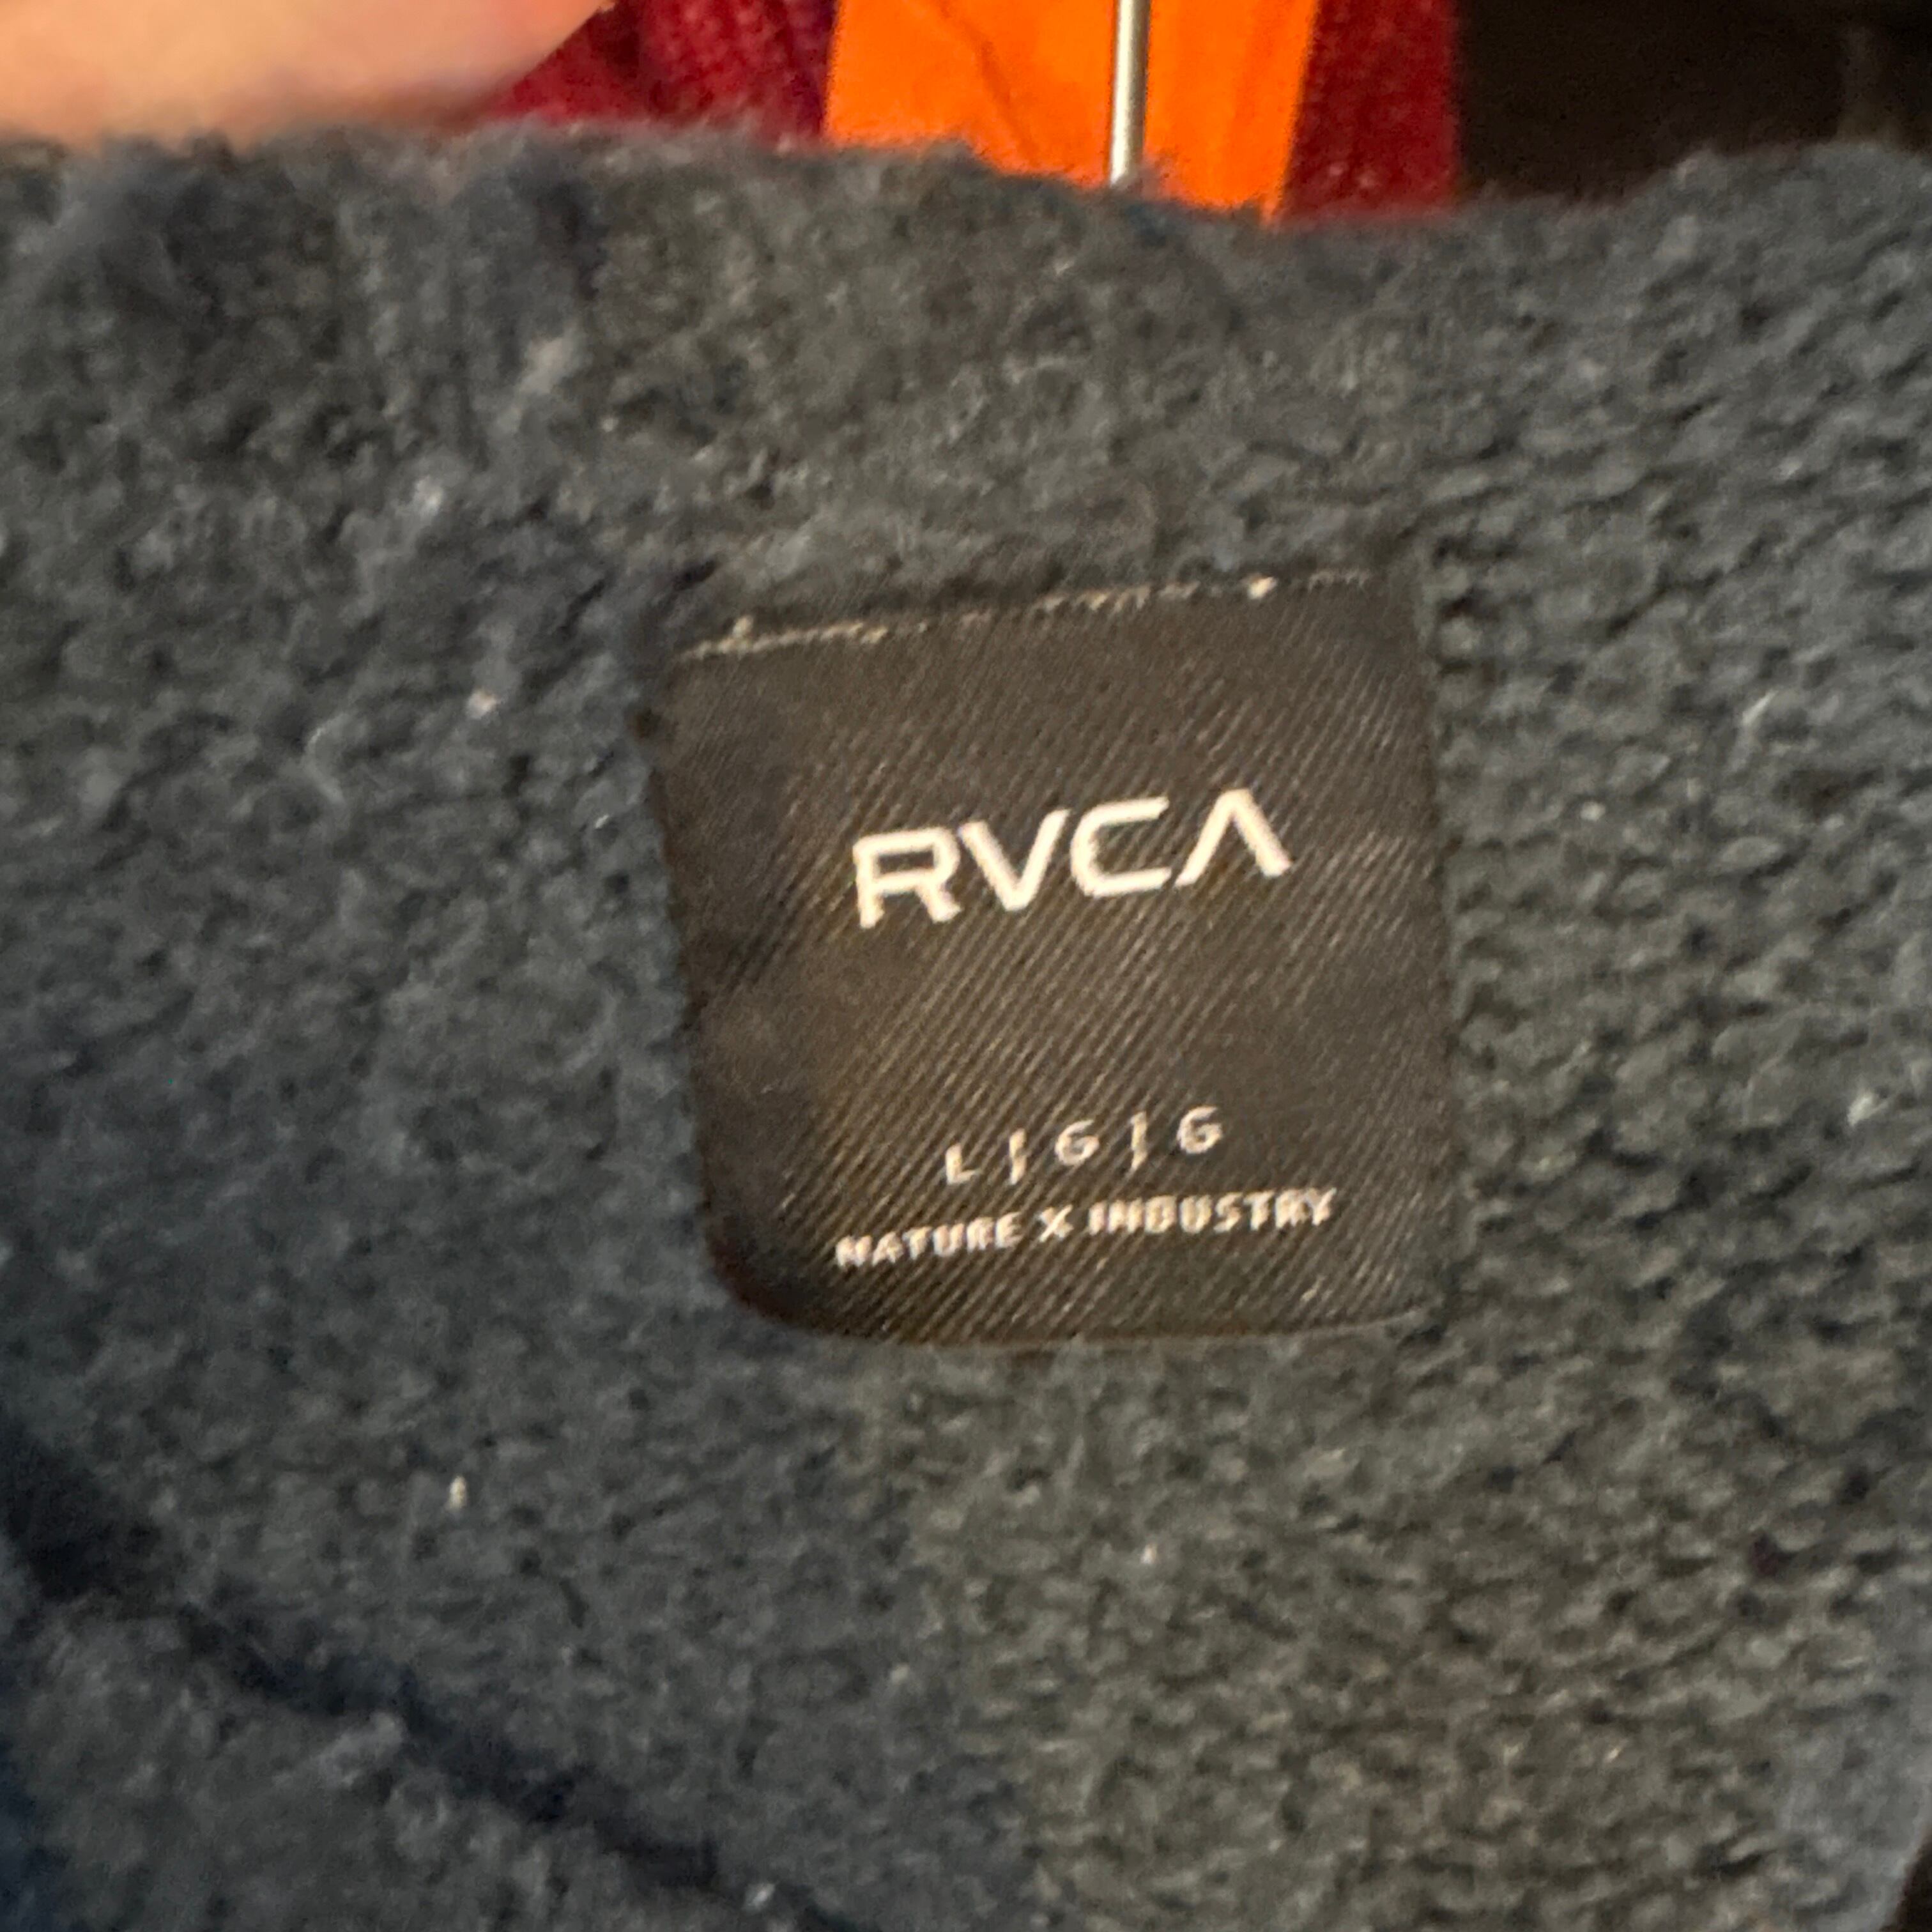 RVCA
L | G | G
NATURE X INDUSTRY